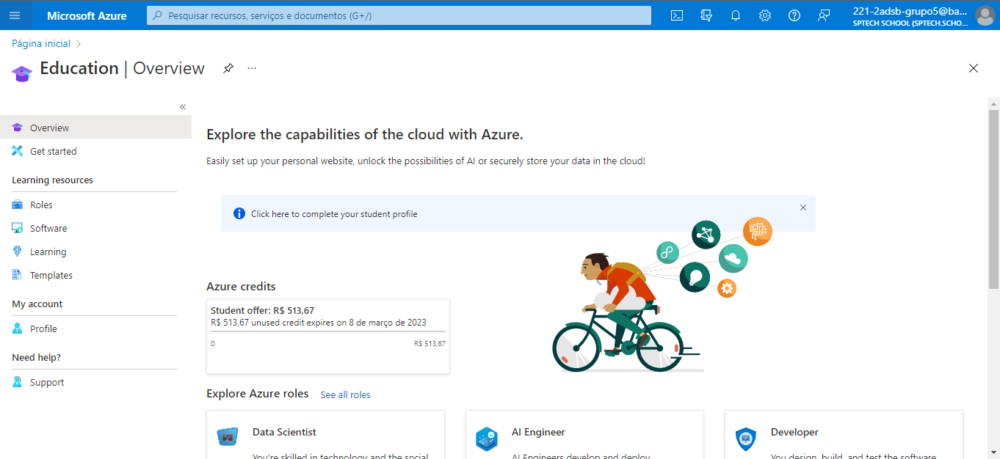 Microsoft Azure
Pesquisar recursos, serviços e documentos (G+/)
221-2adsb-grupo5@ba...
SPTECH SCHOOL (SPTECH.SCHO...
Página inicial
Education | Overview
Overview
Get started
Learning resources
Roles
Software
Learning
Templates
My account
Profile
Need help?
Support
Explore the capabilities of the cloud with Azure.
Easily set up your personal website, unlock the possibilities of AI or securely store your data in the cloud!
Click here to complete your student profile
Azure credits
Student offer: R$ 513,67
R$ 513,67 unused credit expires on 8 de março de 2023
0
R$ 513,67
Explore Azure roles
See all roles
Data Scientist
You're skilled in technology and the social
AI Engineer
AI Engineers develop and deploy
Developer
You design, build, and test the software